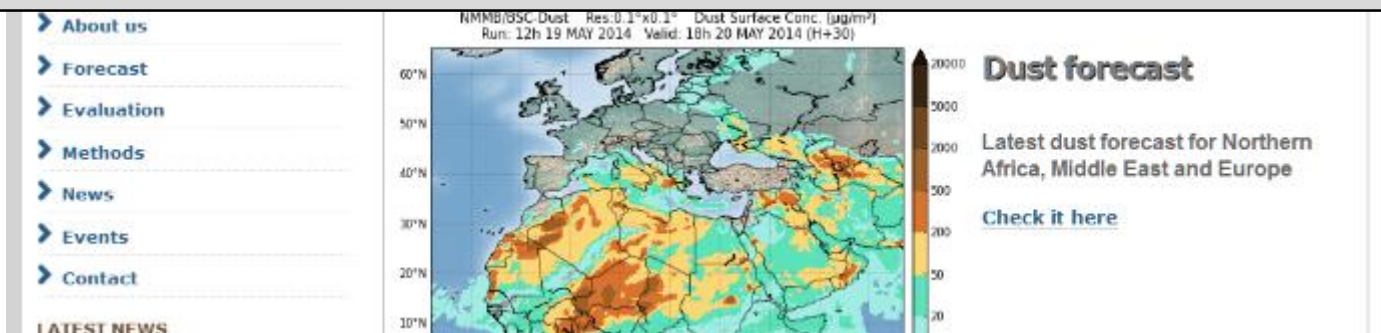 About us
Forecast
Evaluation
Methods
News
Events
Contact
LATEST NEWS
NMMB/BSC-Dust Res:0.1°x0.1° Dust Surface Conc. (µg/m³)
Run: 12h 19 MAY 2014 Valid: 18h 20 MAY 2014 (H+30)
60°N
50°N
40°N
30°N
20°N
10°N
20000
5000
2000
500
200
50
20
Dust forecast
Latest dust forecast for Northern
Africa, Middle East and Europe
Check it here